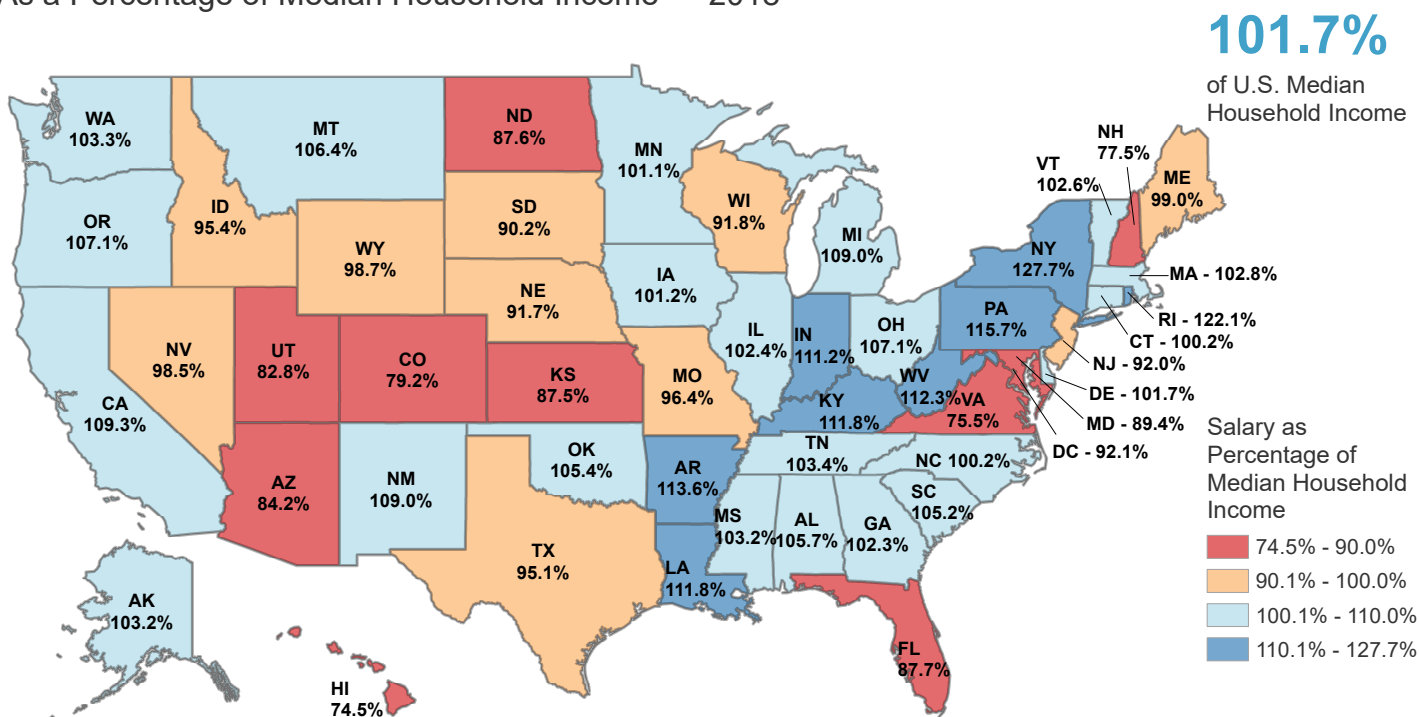 As a Percentage of Median Household Income
101.7%
of U.S. Median
Household Income
WA
103.3%
MT
106.4%
ND
87.6%
MN
101.1%
NH
77.5%
VT
102.6%
ME
99.0%
OR
107.1%
ID
95.4%
SD
90.2%
WI
91.8%
MI
109.0%
NY
127.7%
WY
98.7%
MA - 102.8%
IA
101.2%
NE
91.7%
PA
115.7%
RI - 122.1%
CT - 100.2%
NJ - 92.0%
DE - 101.7%
MD - 89.4%
DC - 92.1%
NV
98.5%
UT
82.8%
CO
79.2%
KS
87.5%
MO
96.4%
IL
102.4%
IN
111.2%
OH
107.1%
WV
112.3%
VA
75.5%
KY
111.8%
CA
109.3%
AZ
84.2%
NM
109.0%
OK
105.4%
AR
113.6%
TN
103.4%
NC 100.2%
SC
105.2%
MS
103.2%
AL
105.7%
GA
102.3%
TX
95.1%
LA
111.8%
FL
87.7%
AK
103.2%
HI
74.5%
Salary as
Percentage of
Median Household
Income
74.5% - 90.0%
90.1% - 100.0%
100.1% - 110.0%
110.1% - 127.7%